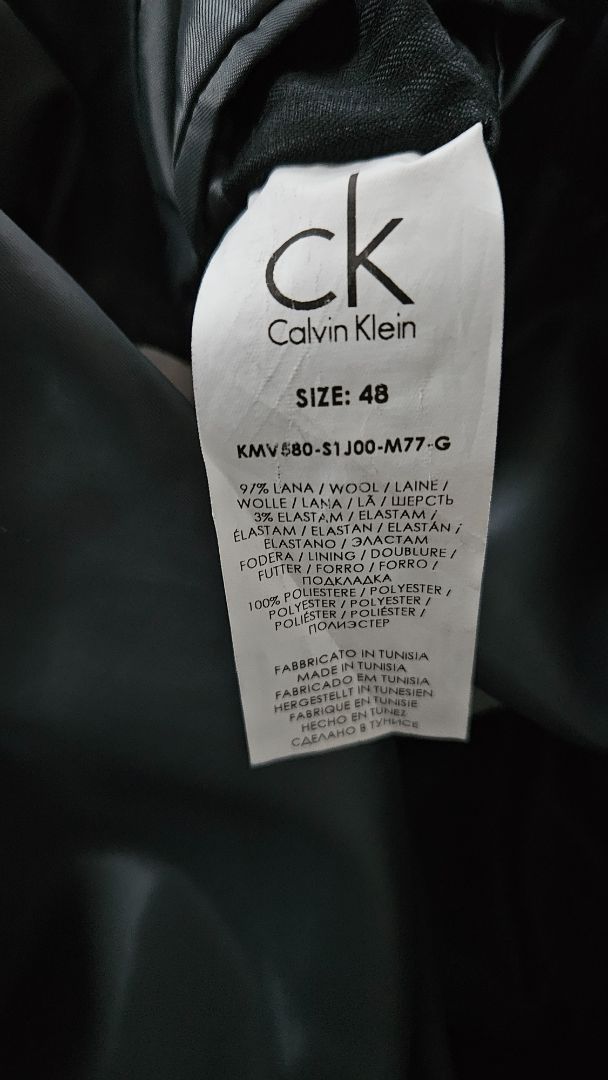 ck
Calvin Klein
SIZE: 48
KMV580-S1J00-M77-G
97% LANA / WOOL / LAINE /
WOLLE / LANA / LÃ / ШЕРСТЬ
3% ELASTAM / ELASTAM /
ÉLASTAM / ELASTAN / ELASTÁN /
ELASTANO / ЭЛАСТАМ
FODERA / LINING / DOUBLURE /
FUTTER / FORRO / FORRO /
ПОДКЛАДКА
100% POLIESTERE / POLYESTER /
POLYESTER / POLYESTER /
POLIÉSTER / POLIÉSTER /
ПОЛИЭСТЕР
FABBRICATO IN TUNISIA
MADE IN TUNISIA
FABRICADO EM TUNISIA
HERGESTELLT IN TUNESIEN
FABRIQUE EN TUNISIE
HECHO EN TUNEZ
СДЕЛАНО В ТУНИСЕ